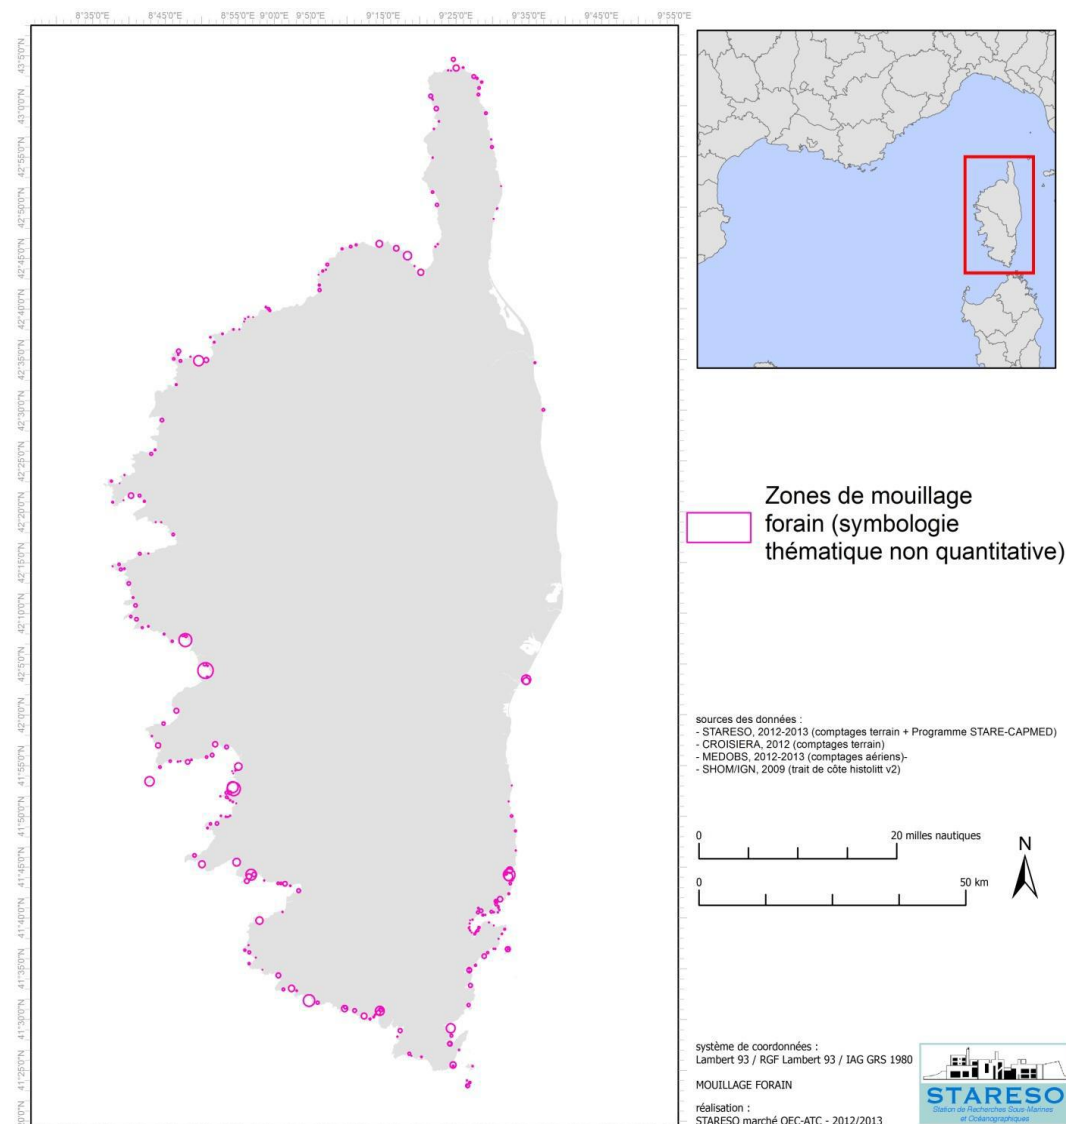 8°35'0"E 8°45'0"E 8°55'0"E 9°0'0"E 9°5'0"E 9°15'0"E 9°25'0"E 9°35'0"E 9°45'0"E 9°55'0"E
43°5'0"N
43°0'0"N
42°55'0"N
42°50'0"N
42°45'0"N
42°40'0"N
42°35'0"N
42°30'0"N
42°25'0"N
42°20'0"N
42°15'0"N
42°10'0"N
42°5'0"N
42°0'0"N
41°55'0"N
41°50'0"N
41°45'0"N
41°40'0"N
41°35'0"N
41°30'0"N
41°25'0"N
Zones de mouillage
forain (symbologie
thématique non quantitative)
sources des données :
- STARESO, 2012-2013 (comptages terrain + Programme STARE-CAPMED)
- CROISIERA, 2012 (comptages terrain)
- MEDOBS, 2012-2013 (comptages aériens)-
- SHOM/IGN, 2009 (trait de côte histolitt v2)
0 20 milles nautiques
N
0 50 km
système de coordonnées :
Lambert 93 / RGF Lambert 93 / IAG GRS 1980
MOUILLAGE FORAIN
réalisation :
STARESO marché OEC-ATC - 2012/2013
STARESO
Station de Recherches Sous-Marines
et Océanographiques